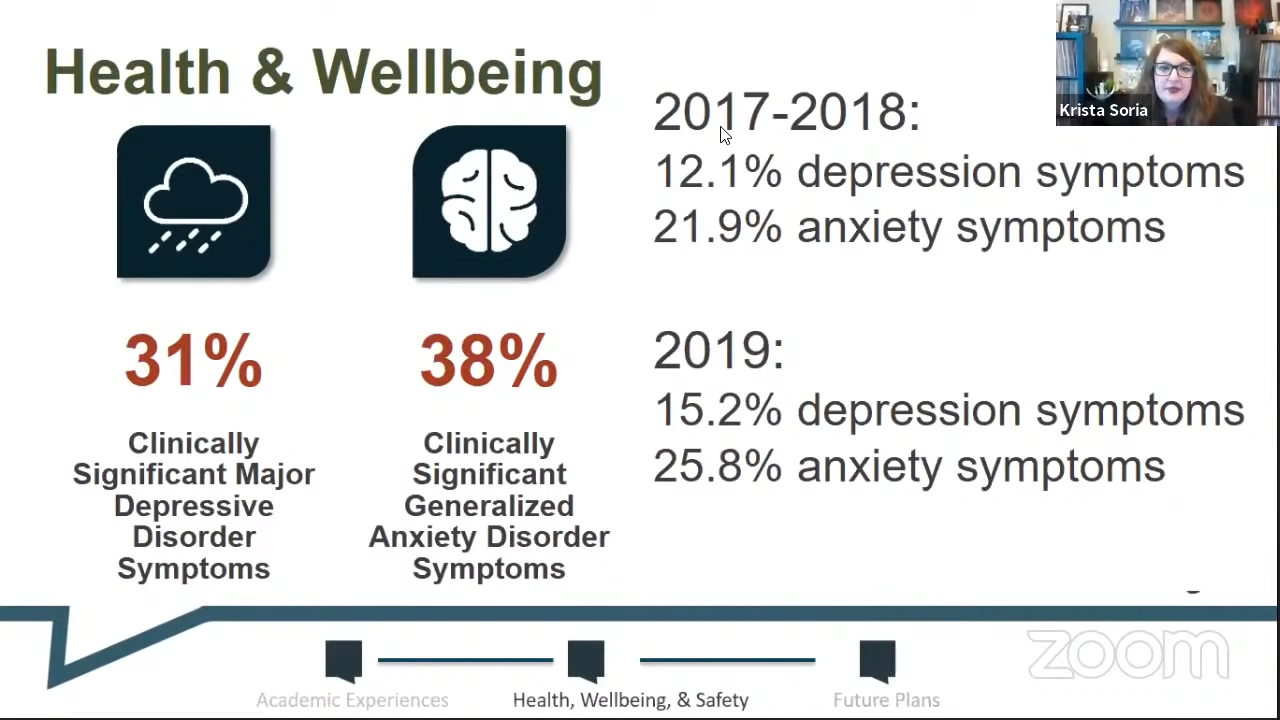 Health & Wellbeing
Krista Soria
31%
Clinically
Significant Major
Depressive
Disorder
Symptoms
38%
Clinically
Significant
Generalized
Anxiety Disorder
Symptoms
2017-2018:
12.1% depression symptoms
21.9% anxiety symptoms
2019:
15.2% depression symptoms
25.8% anxiety symptoms
zoom
Academic Experiences
Health, Wellbeing, & Safety
Future Plans